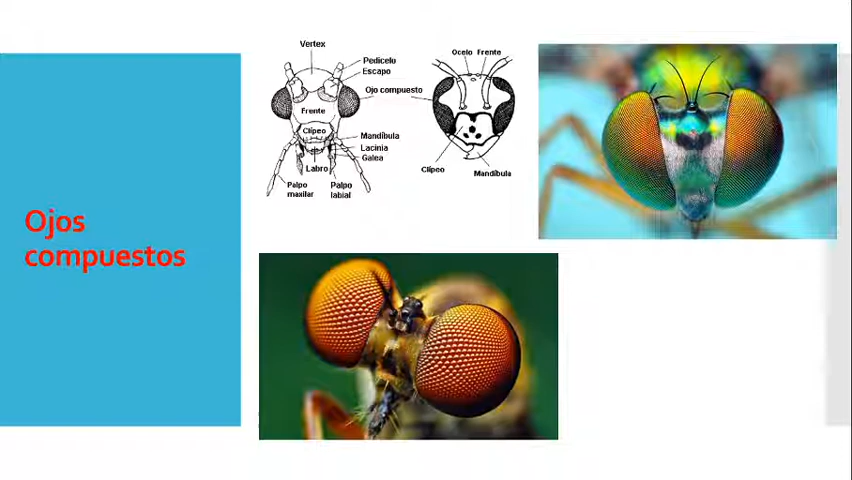 Ojos
compuestos
Vertex
Pedicelo
Escapo
Ojo compuesto
Frente
Clípeo
Mandíbula
Lacinia
Galea
Labro
Palpo
maxilar
Palpo
labial
Ocelo Frente
Clípeo
Mandíbula